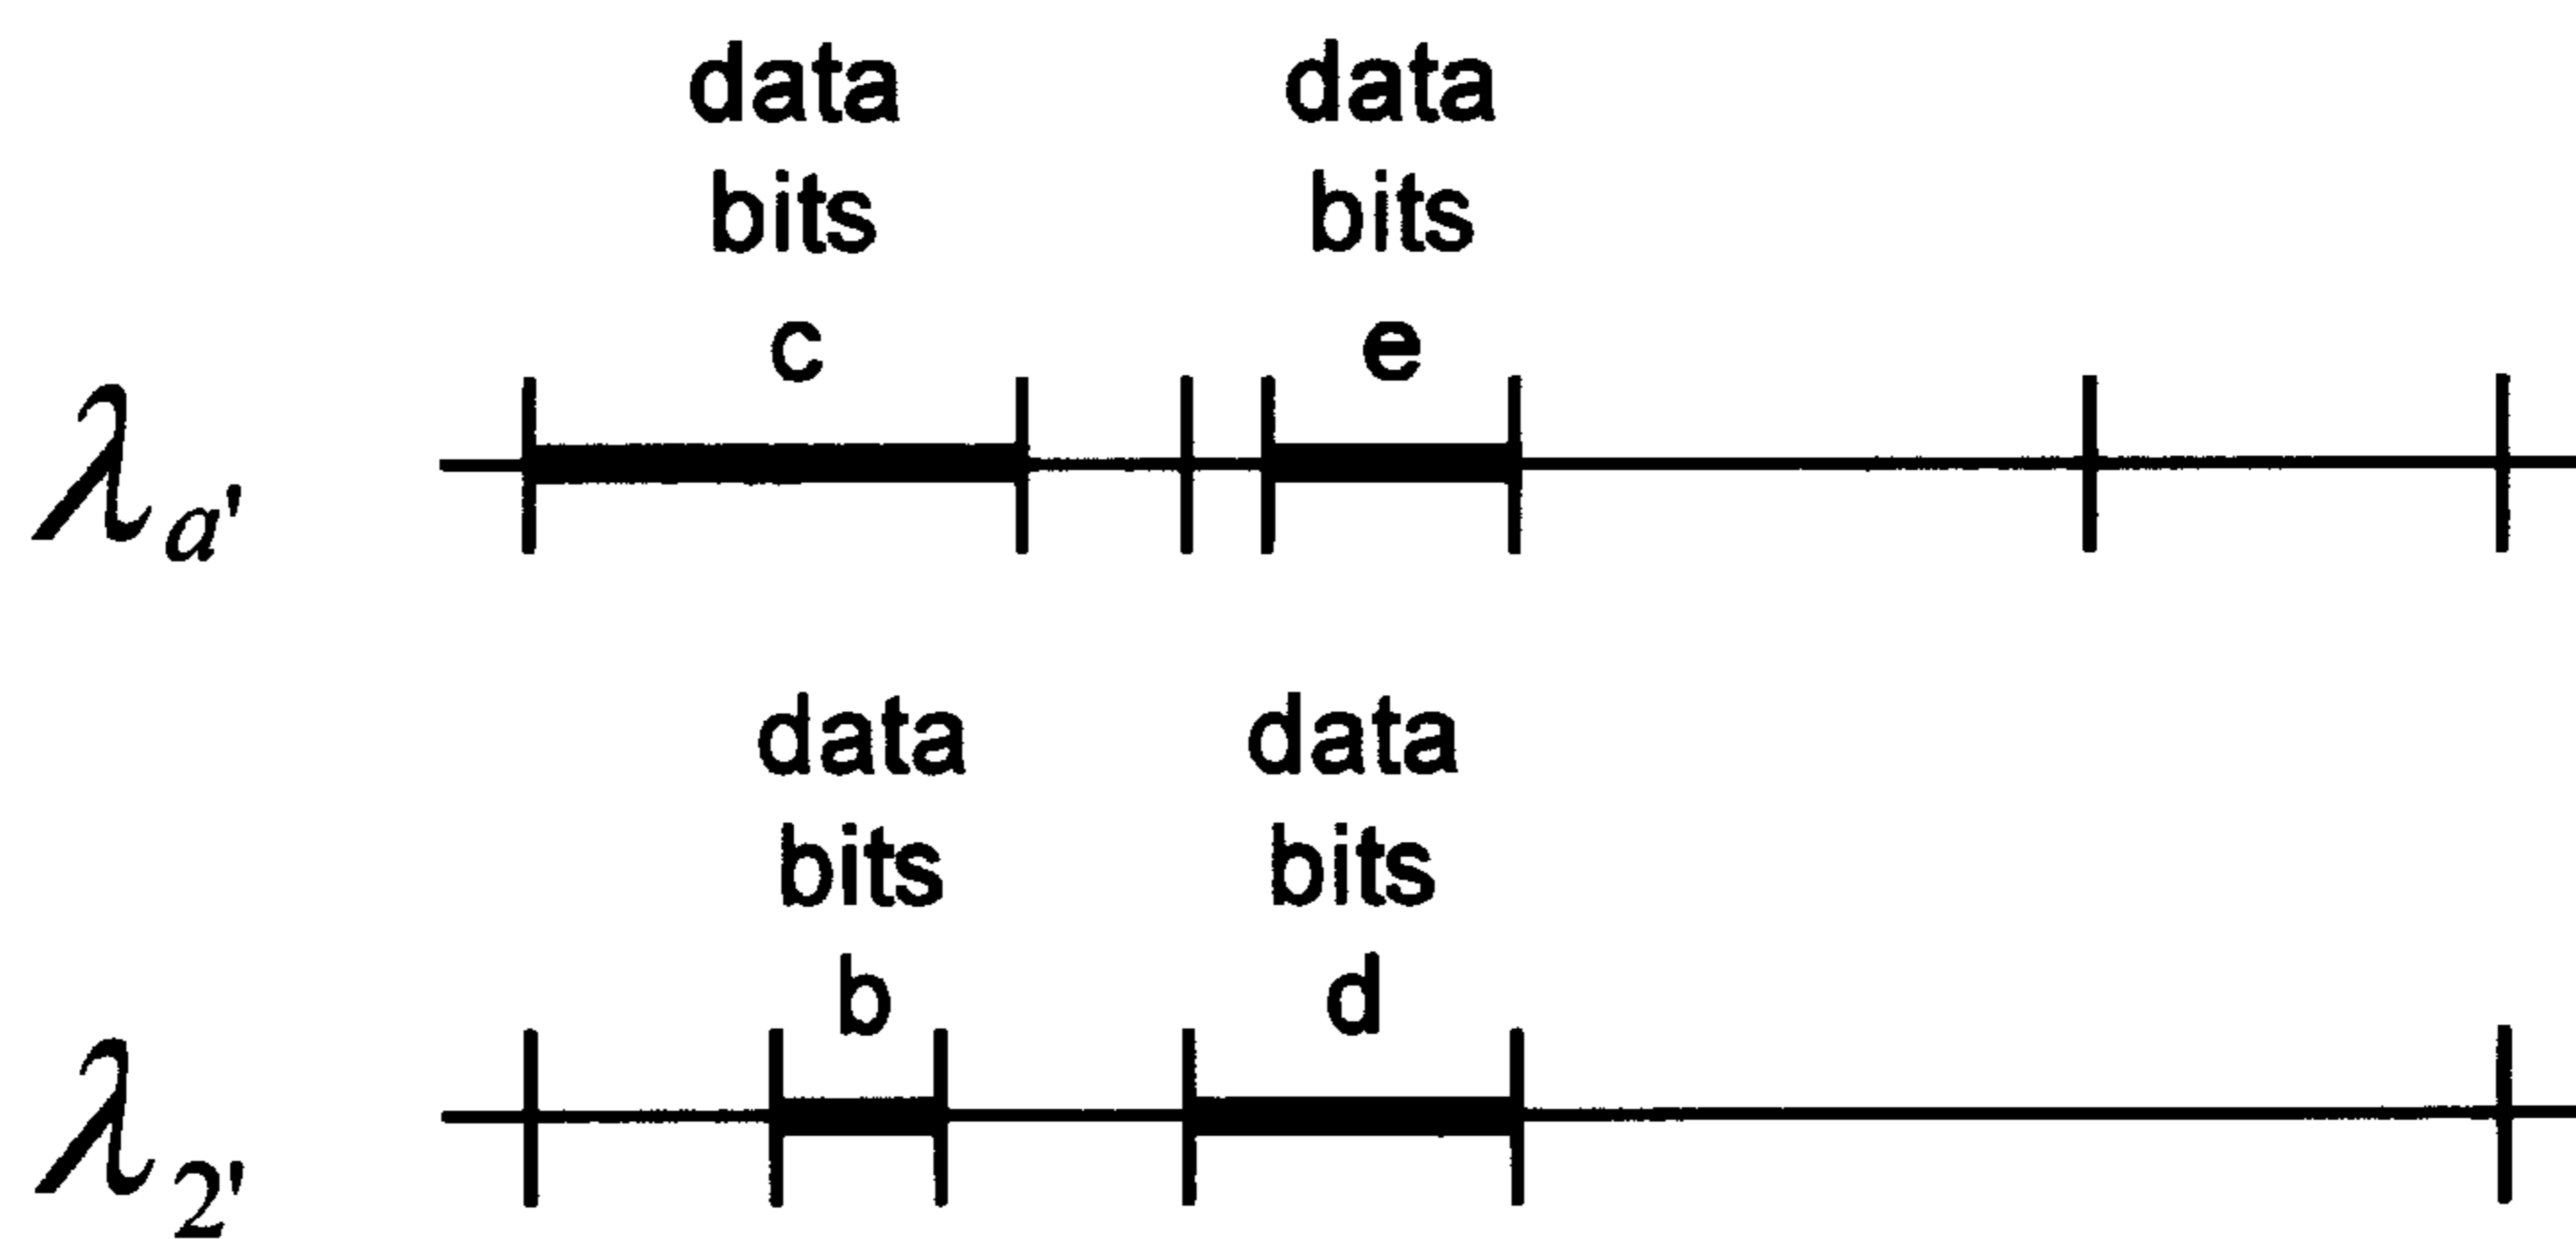 data data
bits bits
c e
λa'
data data
bits bits
b d
λ2'